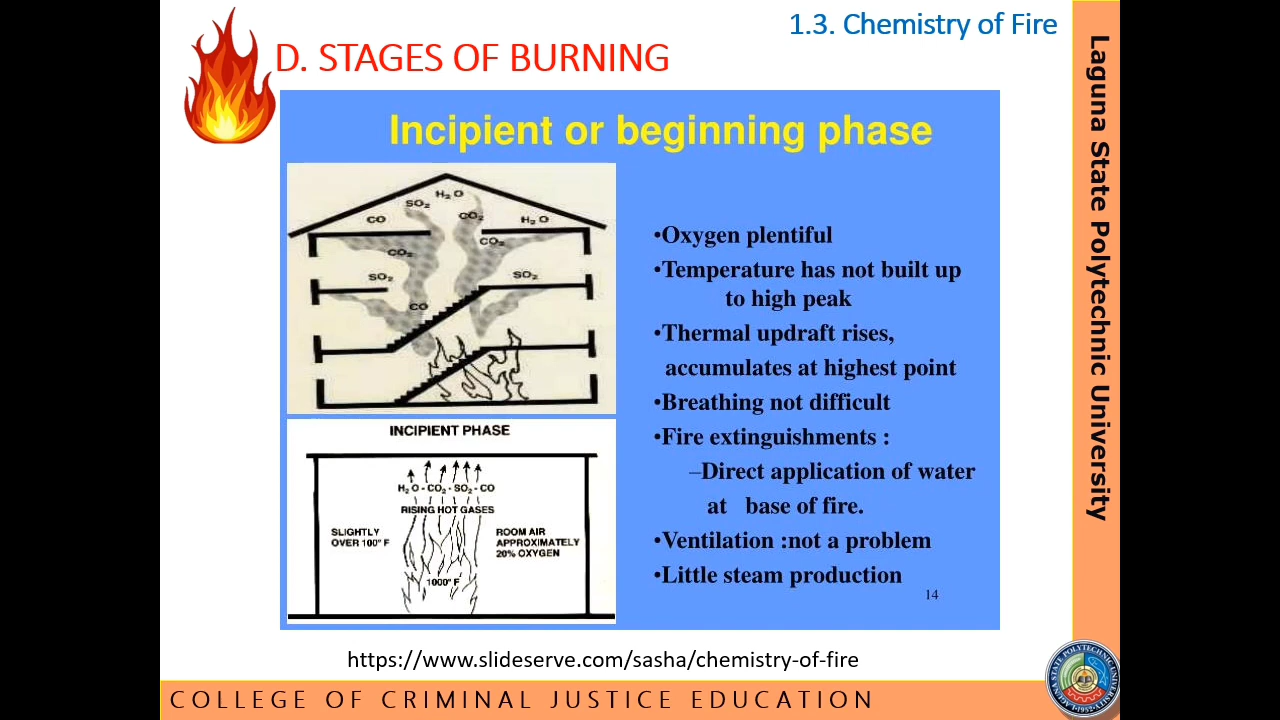 1.3. Chemistry of Fire
D. STAGES OF BURNING
Incipient or beginning phase
H₂O
SO₂
CO
CO₂
H₂O
CO₂
CO₂
SO₂
SO₂
CO
•Oxygen plentiful
•Temperature has not built up
to high peak
•Thermal updraft rises,
accumulates at highest point
•Breathing not difficult
•Fire extinguishments :
–Direct application of water
at base of fire.
•Ventilation :not a problem
•Little steam production
14
INCIPIENT PHASE
H₂O - CO₂ - SO₂ - CO
RISING HOT GASES
SLIGHTLY
OVER 100° F
ROOM AIR
APPROXIMATELY
20% OXYGEN
1000° F
https://www.slideserve.com/sasha/chemistry-of-fire
COLLEGE OF CRIMINAL JUSTICE EDUCATION
Laguna State Polytechnic University